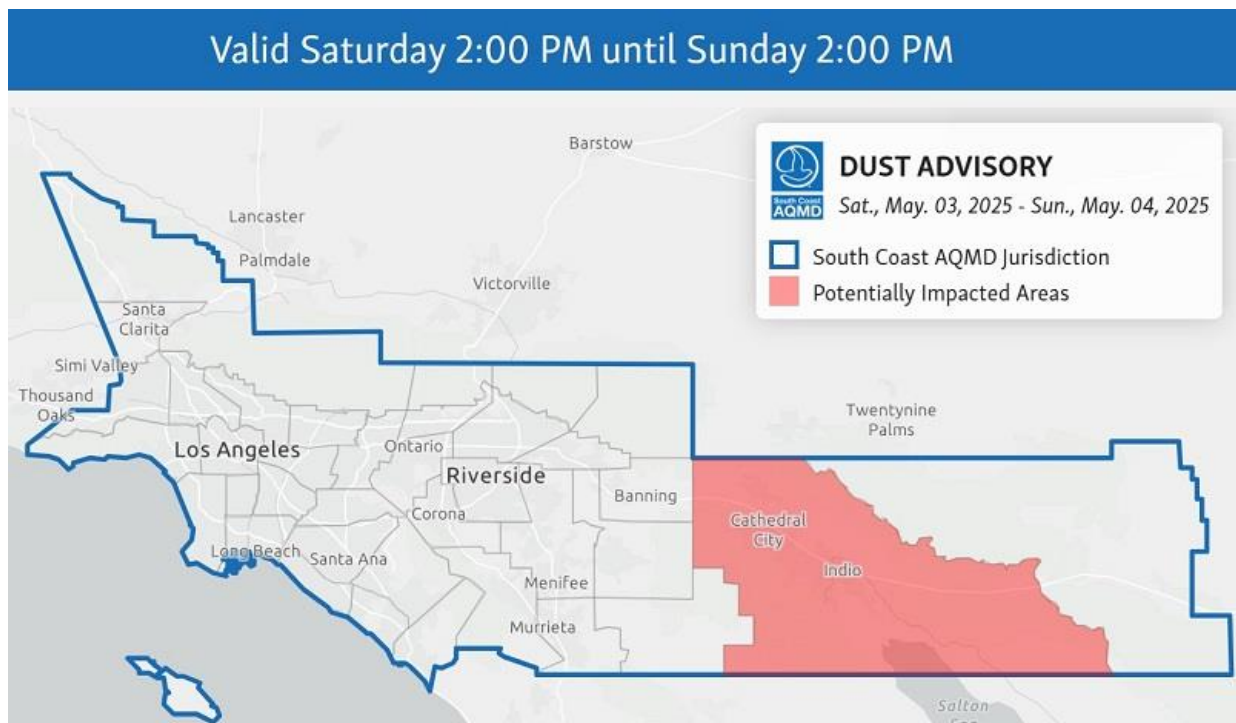 Valid Saturday 2:00 PM until Sunday 2:00 PM
Barstow
DUST ADVISORY
South Coast
AQMD
Sat., May. 03, 2025 - Sun., May. 04, 2025
South Coast AQMD Jurisdiction
Potentially Impacted Areas
Lancaster
Palmdale
Victorville
Santa
Clarita
Simi Valley
Thousand
Oaks
Twentynine
Palms
Los Angeles
Ontario
Riverside
Banning
Corona
Cathedral
City
Long Beach
Santa Ana
Indio
Menifee
Murrieta
Salton
Sea